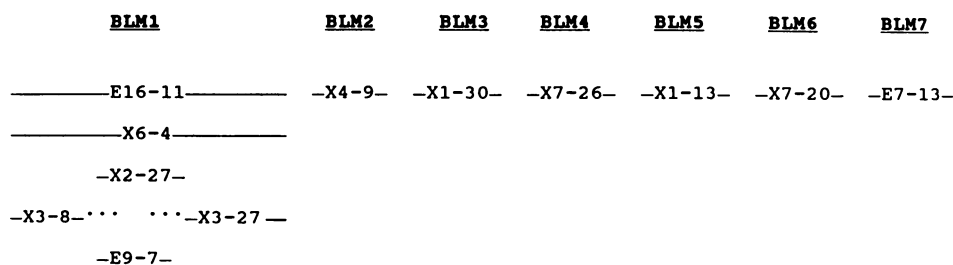 BLM1 BLM2 BLM3 BLM4 BLM5 BLM6 BLM7
E16-11 X4-9 X1-30 X7-26 X1-13 X7-20 E7-13
X6-4
X2-27
X3-8 ... ... X3-27
E9-7